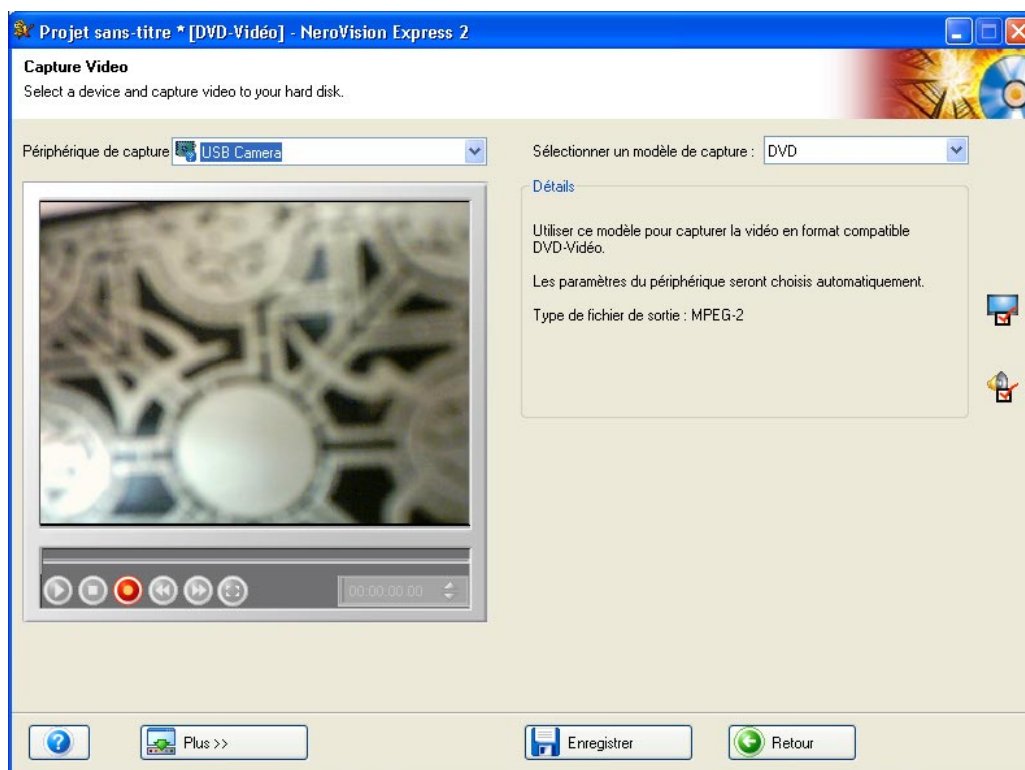 Projet sans-titre * [DVD-Vidéo] - NeroVision Express 2
Capture Video
Select a device and capture video to your hard disk.
Périphérique de capture USB Camera
Sélectionner un modèle de capture : DVD
Détails
Utiliser ce modèle pour capturer la vidéo en format compatible
DVD-Vidéo.
Les paramètres du périphérique seront choisis automatiquement.
Type de fichier de sortie : MPEG-2
00:00:00.00
Plus >>
Enregistrer
Retour